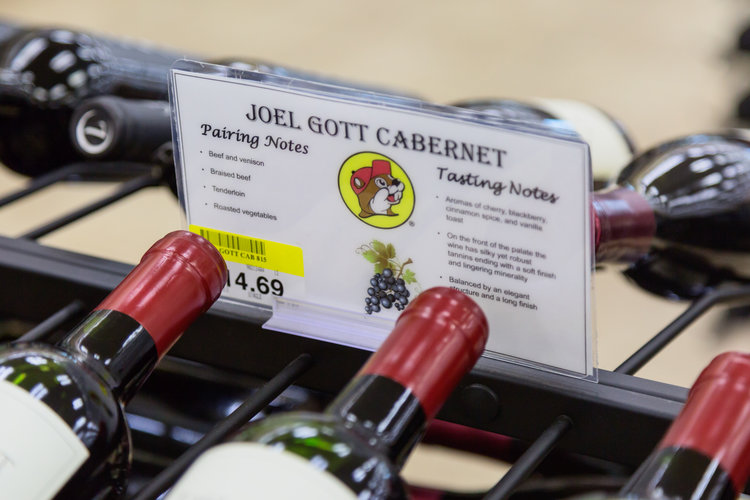 JOEL GOTT CABERNET
Pairing Notes
• Beef and venison
• Braised beef
• Tenderloin
• Roasted vegetables
GOTT CAB $15
14.69
®
Tasting Notes
• Aromas of cherry, blackberry,
cinnamon spice, and vanilla
toast
• On the front of the palate the
wine has silky yet robust
tannins ending with a soft finish
and lingering minerality
• Balanced by an elegant
structure and a long finish